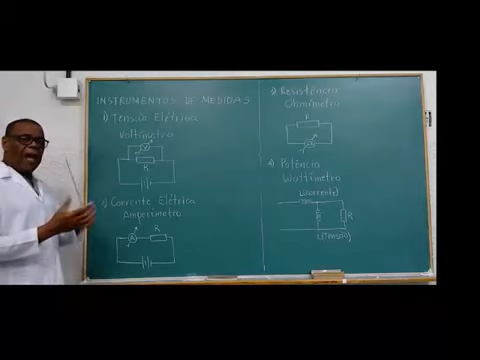 INSTRUMENTOS DE MEDIDAS
1) Tensão Elétrica
Voltímetro
V
R
2) Corrente Elétrica
Amperímetro
A
R
3) Resistência
Ohmímetro
R
4) Potência
Wattímetro
(corrente)
R
(Tensão)